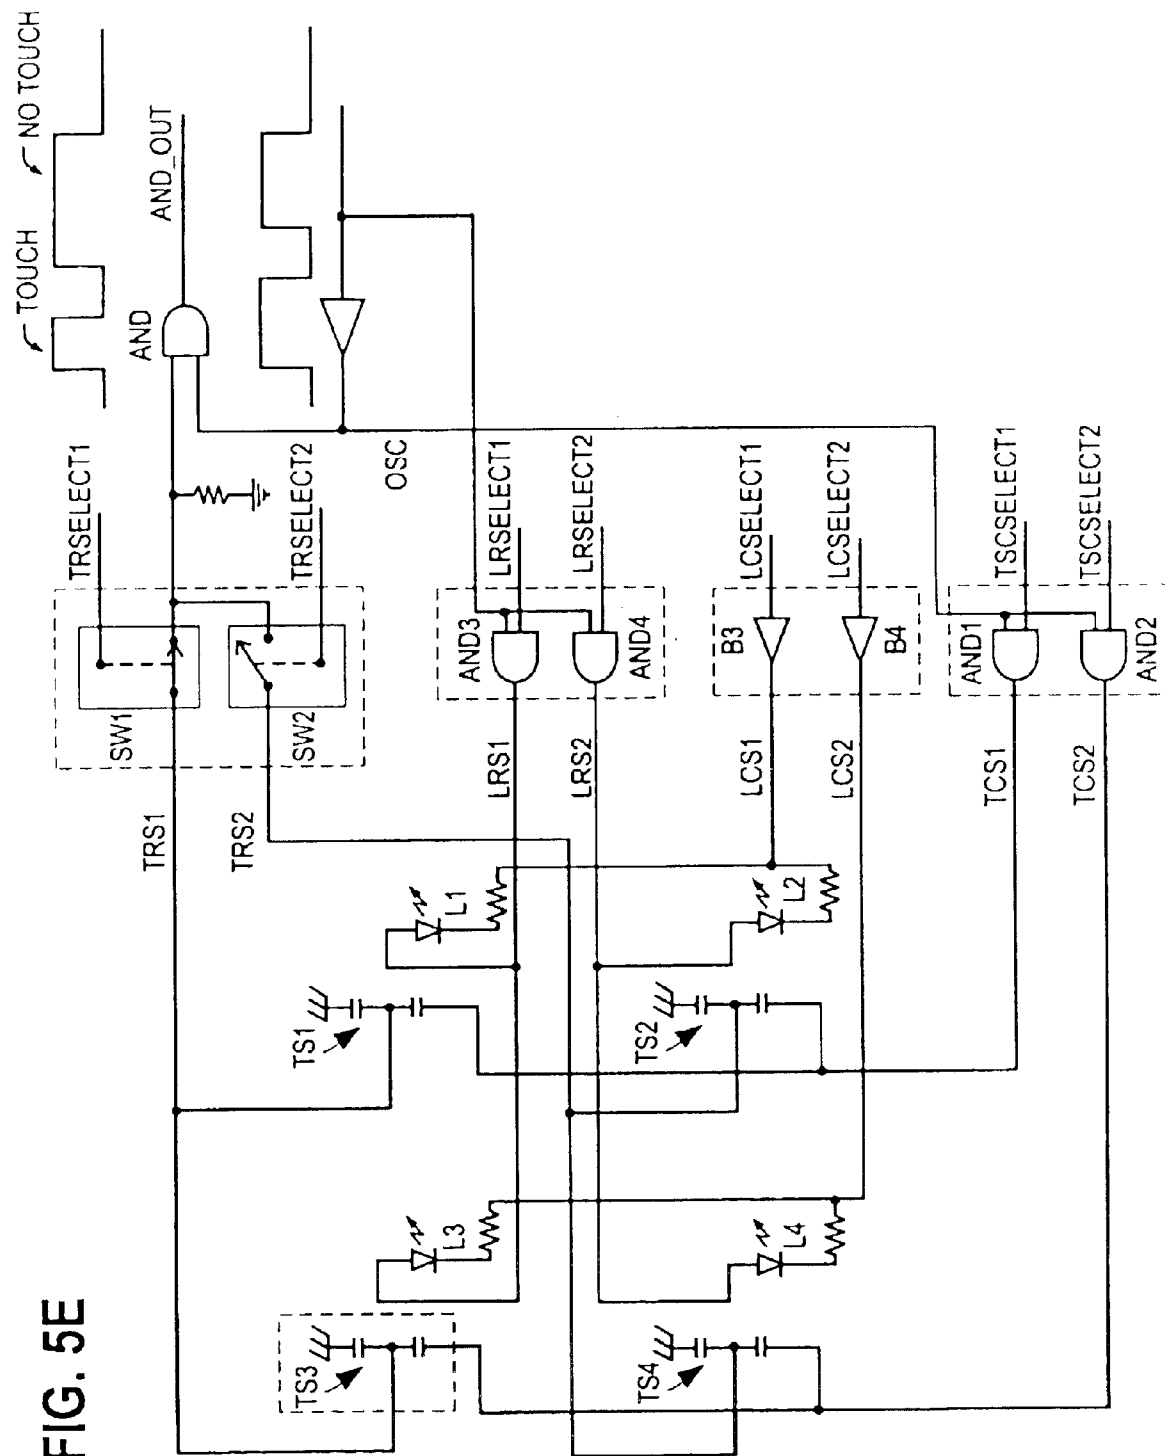 FIG. 5E
TOUCH
NO TOUCH
AND
AND_OUT
TRSELECT1
SW1
TRS1
TRSELECT2
SW2
TRS2
OSC
LRSELECT1
AND3
LRS1
LRSELECT2
AND4
LRS2
LCSELECT1
B3
LCS1
LCSELECT2
B4
LCS2
TSCSELECT1
AND1
TCS1
TSCSELECT2
AND2
TCS2
L1
L2
TS1
TS2
L3
L4
TS3
TS4